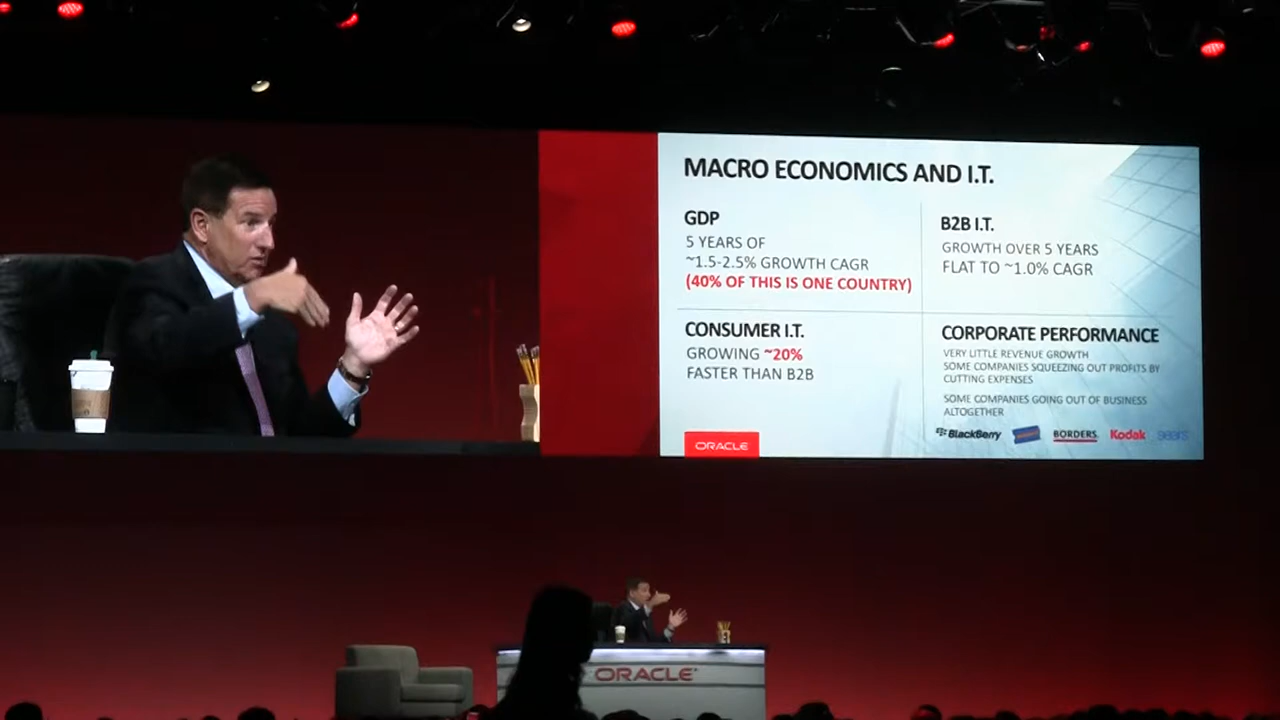 MACRO ECONOMICS AND I.T.
GDP
5 YEARS OF
~1.5-2.5% GROWTH CAGR
(40% OF THIS IS ONE COUNTRY)
B2B I.T.
GROWTH OVER 5 YEARS
FLAT TO ~1.0% CAGR
CONSUMER I.T.
GROWING ~20%
FASTER THAN B2B
CORPORATE PERFORMANCE
VERY LITTLE REVENUE GROWTH
SOME COMPANIES SQUEEZING OUT PROFITS BY
CUTTING EXPENSES
SOME COMPANIES GOING OUT OF BUSINESS
ALTOGETHER
BlackBerry BORDERS Kodak sears
ORACLE
ORACLE